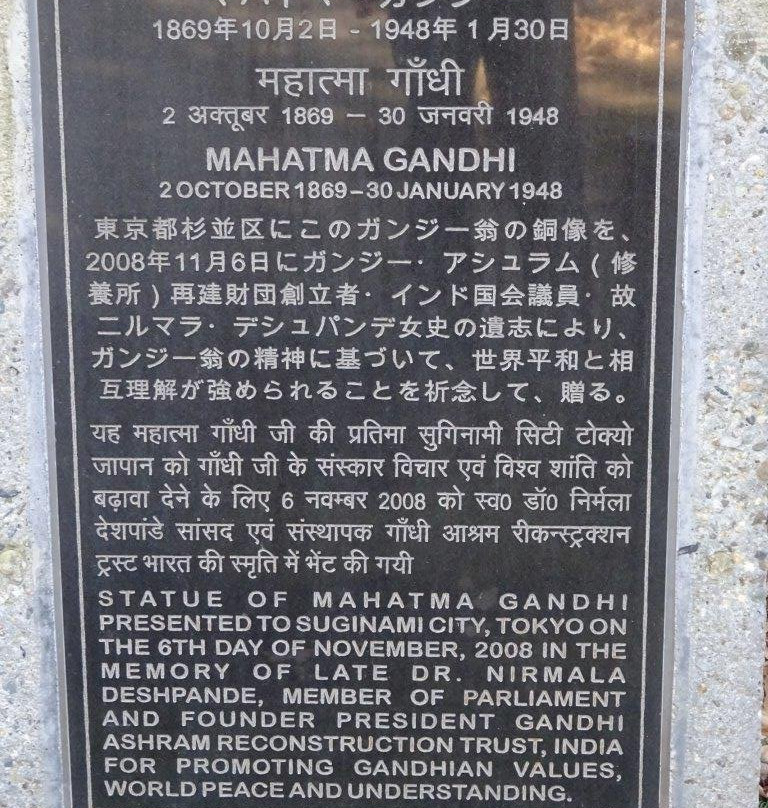 マハトマ・ガンジー
1869年10月2日 - 1948年1月30日
महात्मा गाँधी
2 अक्तूबर 1869 – 30 जनवरी 1948
MAHATMA GANDHI
2 OCTOBER 1869 – 30 JANUARY 1948
東京都杉並区にこのガンジー翁の銅像を、
2008年11月6日にガンジー・アシュラム(修
養所)再建財団創立者・インド国会議員・故
ニルマラ・デシュパンデ女史の遺志により、
ガンジー翁の精神に基づいて、世界平和と相
互理解が強められることを祈念して、贈る。
यह महात्मा गाँधी जी की प्रतिमा सुगिनामी सिटी टोक्यो
जापान को गाँधी जी के संस्कार विचार एवं विश्व शांति को
बढ़ावा देने के लिए 6 नवम्बर 2008 को स्व0 डॉ0 निर्मला
देशपांडे सांसद एवं संस्थापक गाँधी आश्रम रीकन्स्ट्रक्शन
ट्रस्ट भारत की स्मृति में भेंट की गयी
STATUE OF MAHATMA GANDHI
PRESENTED TO SUGINAMI CITY, TOKYO ON
THE 6TH DAY OF NOVEMBER, 2008 IN THE
MEMORY OF LATE DR. NIRMALA
DESHPANDE, MEMBER OF PARLIAMENT
AND FOUNDER PRESIDENT GANDHI
ASHRAM RECONSTRUCTION TRUST, INDIA
FOR PROMOTING GANDHIAN VALUES,
WORLD PEACE AND UNDERSTANDING.